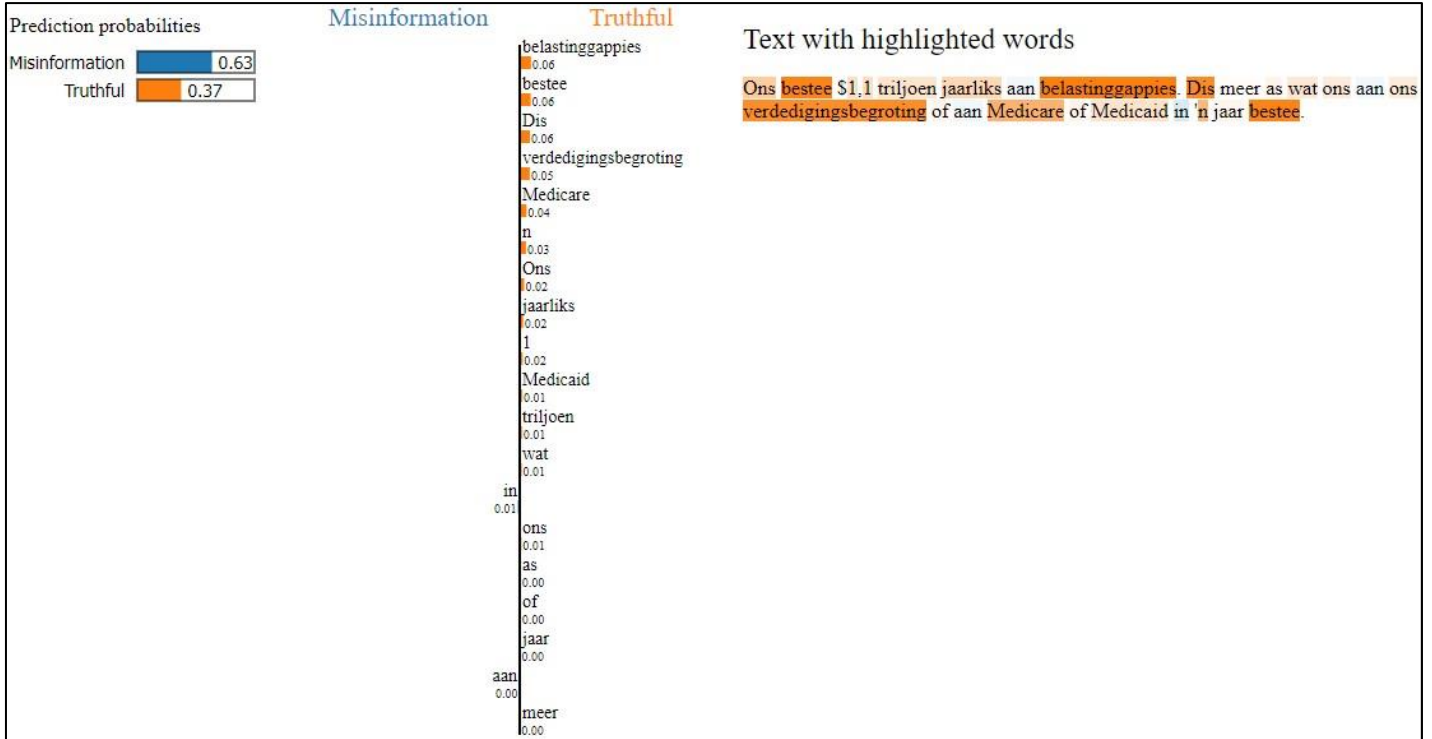 Prediction probabilities
Misinformation 0.63
Truthful 0.37
Misinformation Truthful
belastinggappies
0.06
bestee
0.06
Dis
0.06
verdedigingsbegroting
0.05
Medicare
0.04
n
0.03
Ons
0.02
jaarliks
0.02
1
0.02
Medicaid
0.01
triljoen
0.01
wat
0.01
in
0.01
ons
0.01
as
0.00
of
0.00
jaar
0.00
aan
0.00
meer
0.00
Text with highlighted words
Ons bestee $1,1 triljoen jaarliks aan belastinggappies. Dis meer as wat ons aan ons
verdedigingsbegroting of aan Medicare of Medicaid in 'n jaar bestee.